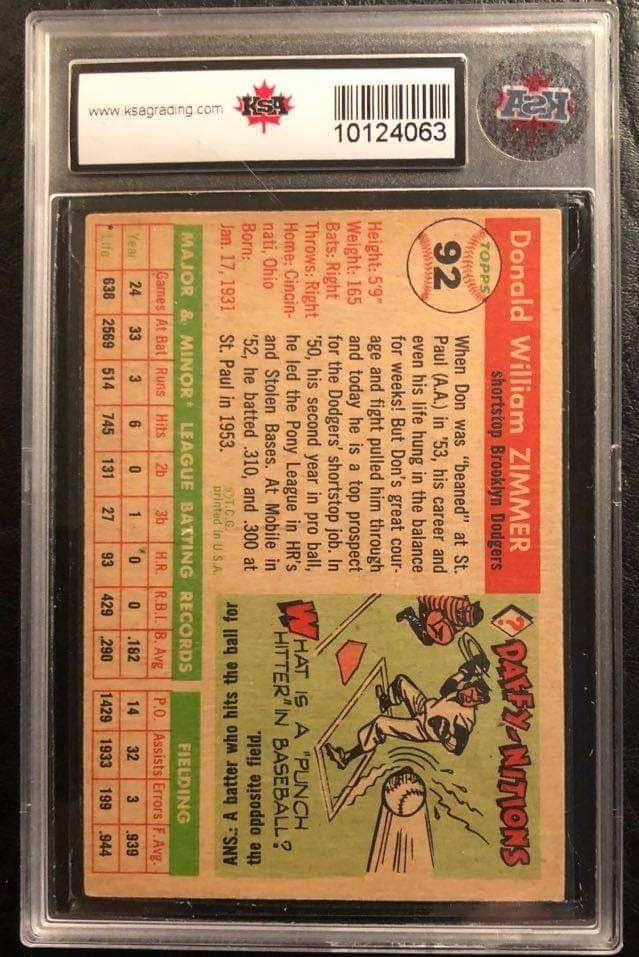 www.ksagrading.com
KSA
10124063
KSA
Donald William ZIMMER
shortstop Brooklyn Dodgers
TOPPS
92
Height: 5'9"
Weight: 165
Bats: Right
Throws: Right
Home: Cincin-
nati, Ohio
Born:
Jan. 17, 1931
When Don was "beaned" at St.
Paul (A.A.) in '53, his career and
even his life hung in the balance
for weeks! But Don's great cour-
age and fight pulled him through
and today he is a top prospect
for the Dodgers' shortstop job. In
'50, his second year in pro ball,
he led the Pony League in HR's
and Stolen Bases. At Mobile in
'52, he batted .310, and .300 at
St. Paul in 1953.
©T.C.G.
printed in U.S.A.
?
DAFFY-NITIONS
WHAT IS A "PUNCH
HITTER" IN BASEBALL?
ANS.: A batter who hits the ball for
the opposite field.
MAJOR & MINOR* LEAGUE BATTING RECORDS
FIELDING
Games At Bat Runs Hits 2b 3b H.R. R.B.I. B. Avg.
P.O. Assists Errors F. Avg.
Year 24 33 3 6 0 1 0 0 .182 14 32 3 .939
*Life 638 2569 514 745 131 27 93 429 .290 1429 1933 199 .944